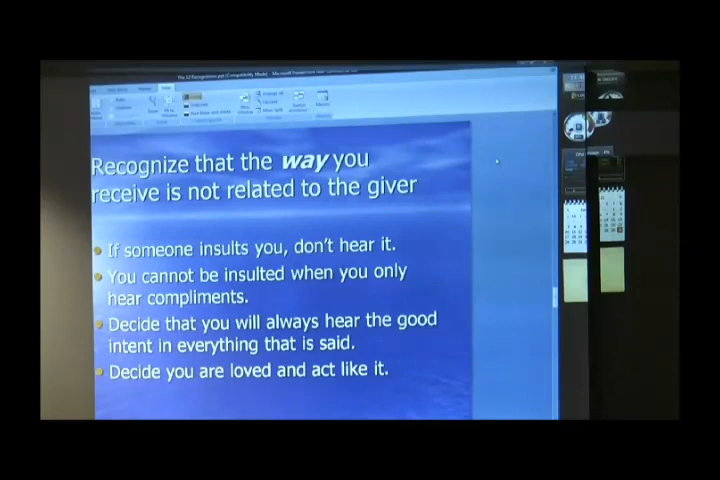 Recognize that the way you
receive is not related to the giver
If someone insults you, don't hear it.
You cannot be insulted when you only
hear compliments.
Decide that you will always hear the good
intent in everything that is said.
Decide you are loved and act like it.